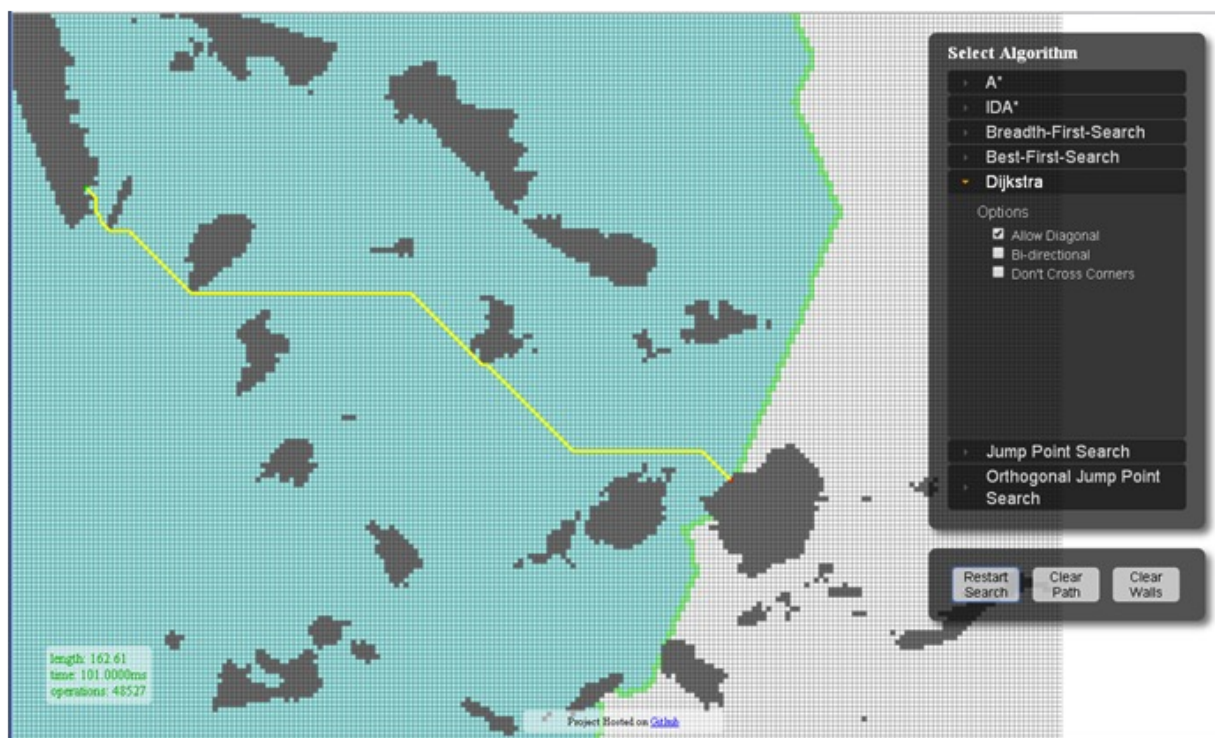 Select Algorithm
A*
IDA*
Breadth-First-Search
Best-First-Search
Dijkstra
Options
Allow Diagonal
Bi-directional
Don't Cross Corners
Jump Point Search
Orthogonal Jump Point
Search
Restart
Search
Clear
Path
Clear
Walls
length: 162.61
time: 101.0000ms
operations: 48527
Project Hosted on Github